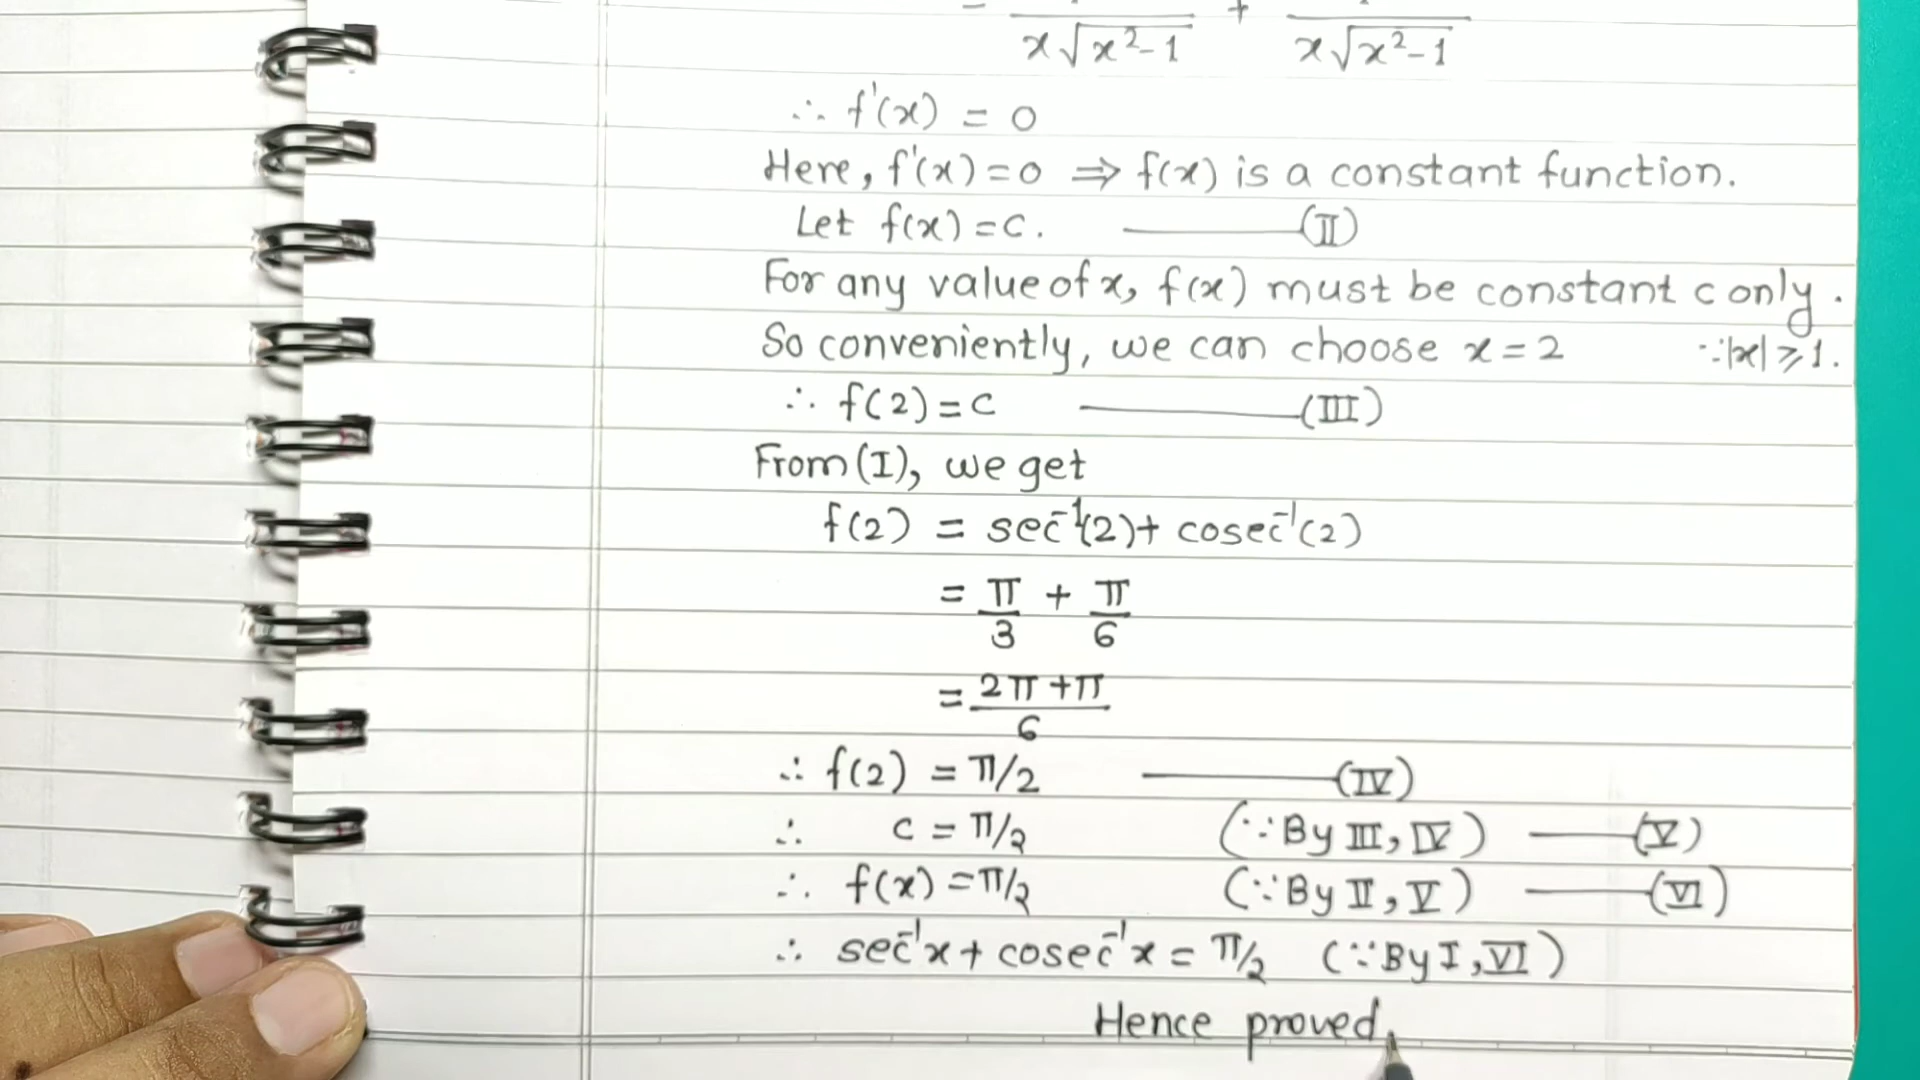 = x√x²-1 + x√x²-1
∴ f'(x) = 0
Here, f'(x) = 0 ⇒ f(x) is a constant function.
Let f(x) = c. ———(II)
For any value of x, f(x) must be constant c only.
So conveniently, we can choose x = 2 ∵|x| ≥ 1.
∴ f(2) = c ———(III)
From (I), we get
f(2) = sec⁻¹(2) + cosec⁻¹(2)
= π/3 + π/6
= 2π + π / 6
∴ f(2) = π/2 ———(IV)
∴ c = π/2 (∵ By III, IV) ———(V)
∴ f(x) = π/2 (∵ By II, V) ———(VI)
∴ sec⁻¹x + cosec⁻¹x = π/2 (∵ By I, VI)
Hence proved.